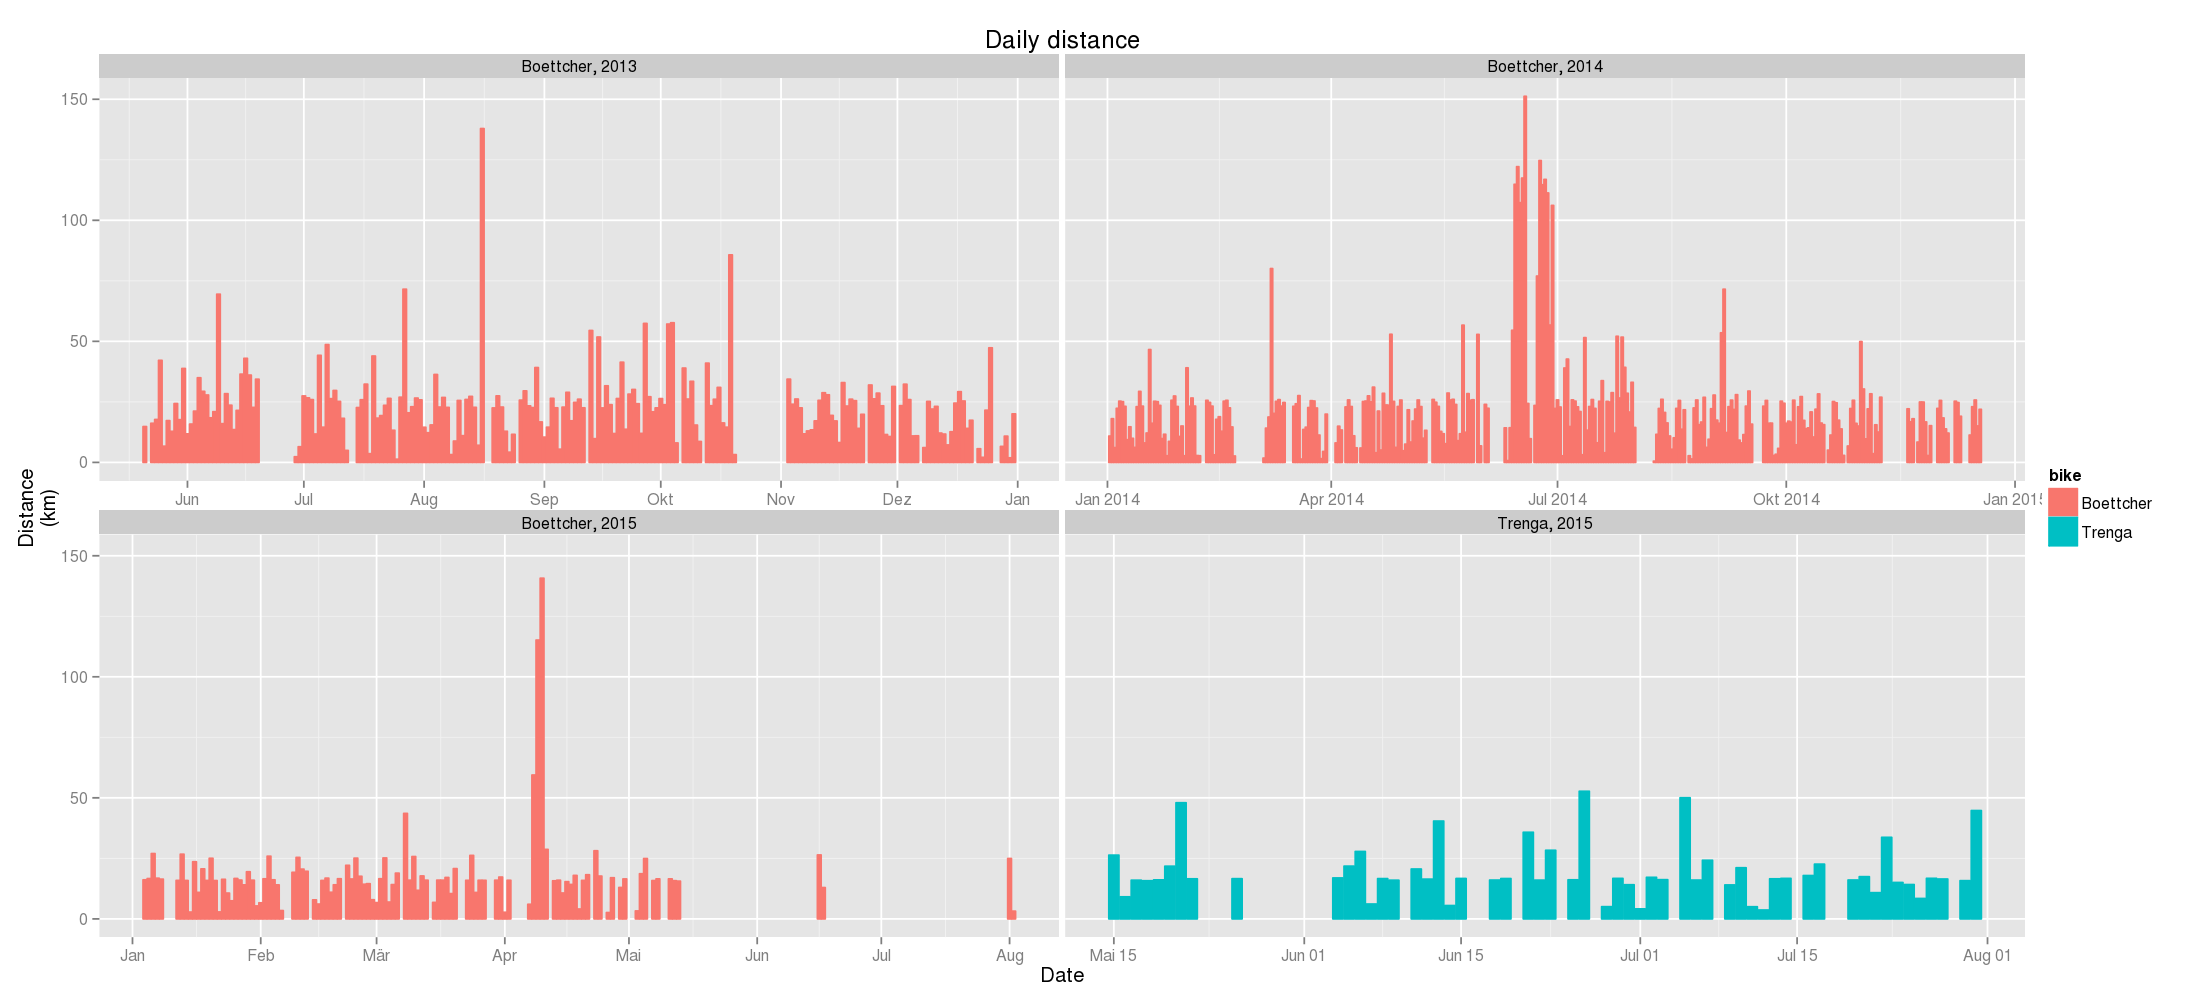 Daily distance
Boettcher, 2013
Boettcher, 2014
150
100
50
0
Jun Jul Aug Sep Okt Nov Dez Jan
Jan 2014 Apr 2014 Jul 2014 Okt 2014 Jan 2015
Boettcher, 2015
Trenga, 2015
150
100
50
0
Jan Feb Mär Apr Mai Jun Jul Aug
Mai 15 Jun 01 Jun 15 Jul 01 Jul 15 Aug 01
Distance
(km)
Date
bike
Boettcher
Trenga